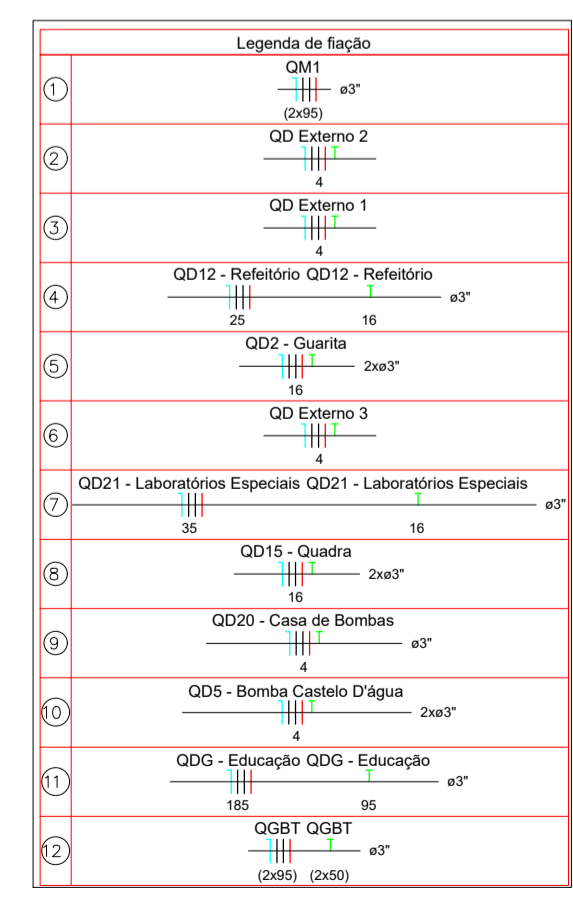 Legenda de fiação
1
QM1
ø3"
(2x95)
2
QD Externo 2
4
3
QD Externo 1
4
4
QD12 - Refeitório QD12 - Refeitório
ø3"
25 16
5
QD2 - Guarita
2xø3"
16
6
QD Externo 3
4
7
QD21 - Laboratórios Especiais QD21 - Laboratórios Especiais
ø3"
35 16
8
QD15 - Quadra
2xø3"
16
9
QD20 - Casa de Bombas
ø3"
4
10
QD5 - Bomba Castelo D'água
2xø3"
4
11
QDG - Educação QDG - Educação
ø3"
185 95
12
QGBT QGBT
ø3"
(2x95) (2x50)